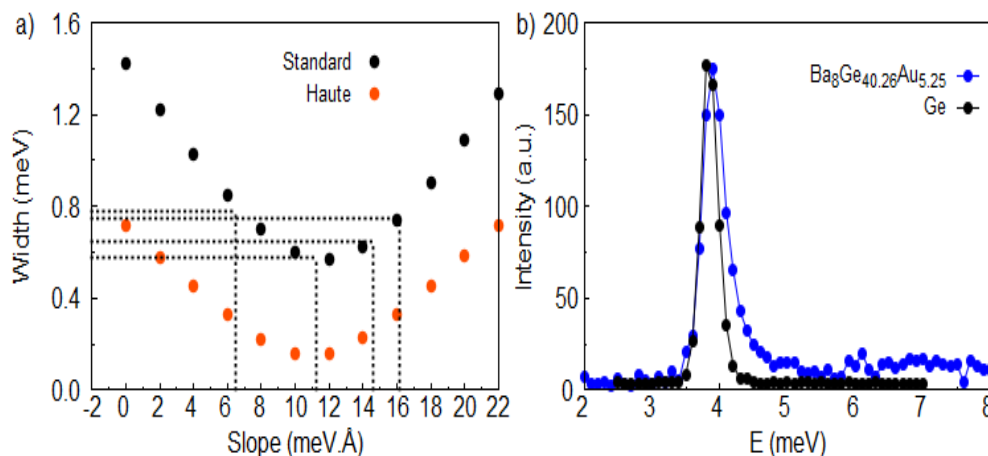 a)
1.6
1.2
0.8
0.4
0.0
Width (meV)
Standard
Haute
-2 0 2 4 6 8 10 12 14 16 18 20 22
Slope (meV.Å)
b)
200
150
100
50
0
Intensity (a.u.)
Ba8Ge40.26Au5.25
Ge
2 3 4 5 6 7 8
E (meV)